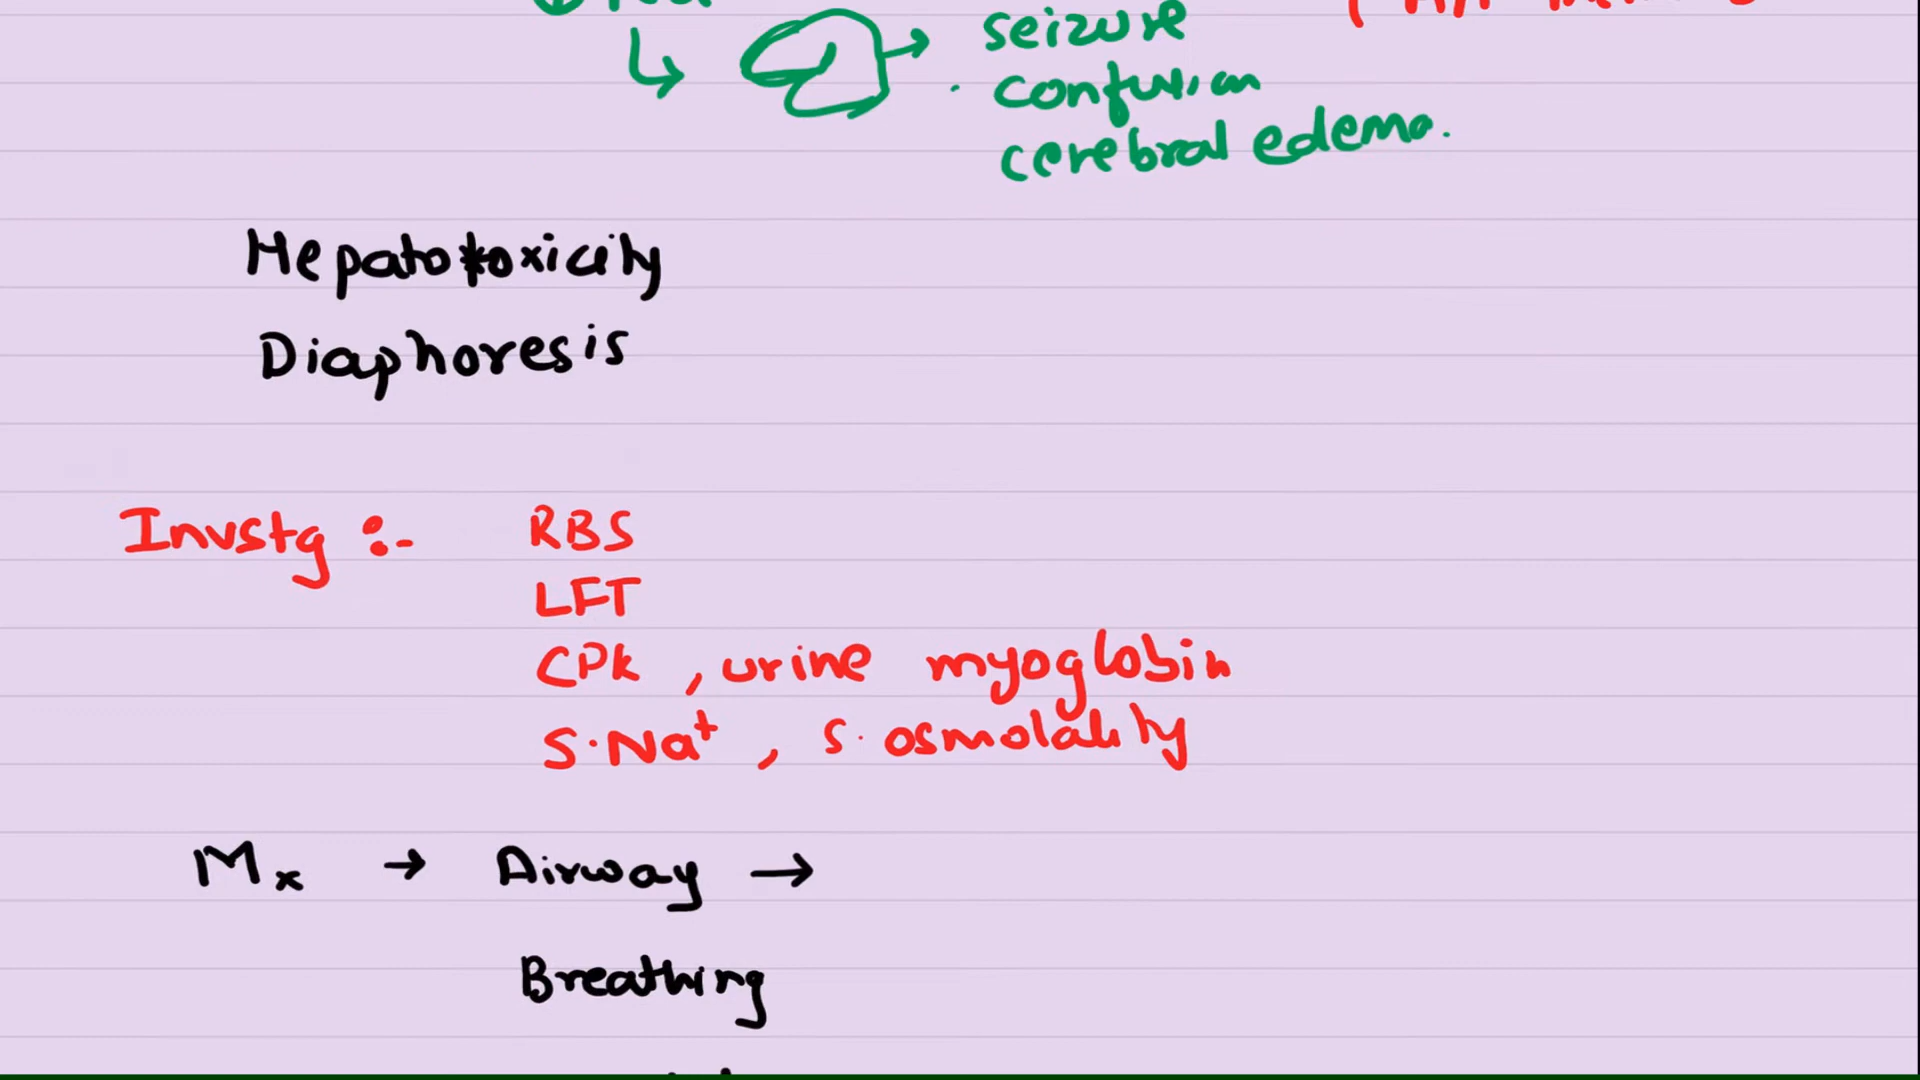 seizure
confusion
cerebral edema.
Hepatotoxicity
Diaphoresis
Invstg :- RBS
LFT
CPK , urine myoglobin
S. Na+ , S. osmolality
Mx → Airway →
Breathing